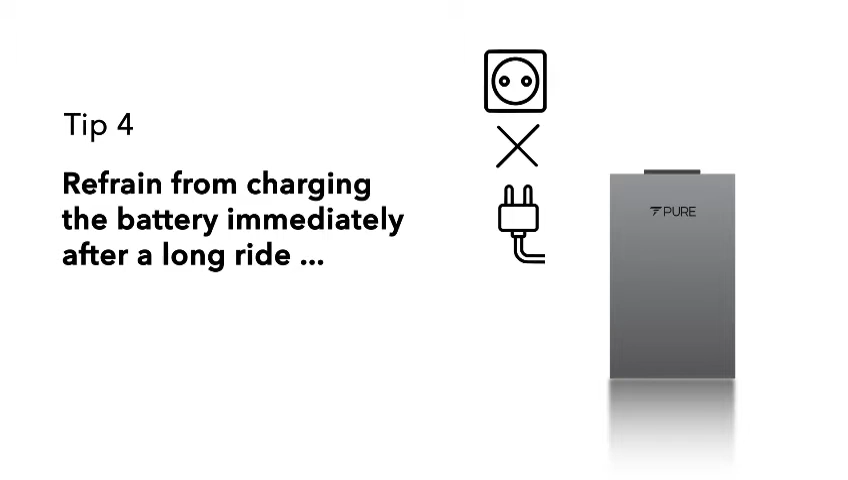 Tip 4
Refrain from charging
the battery immediately
after a long ride ...
PURE